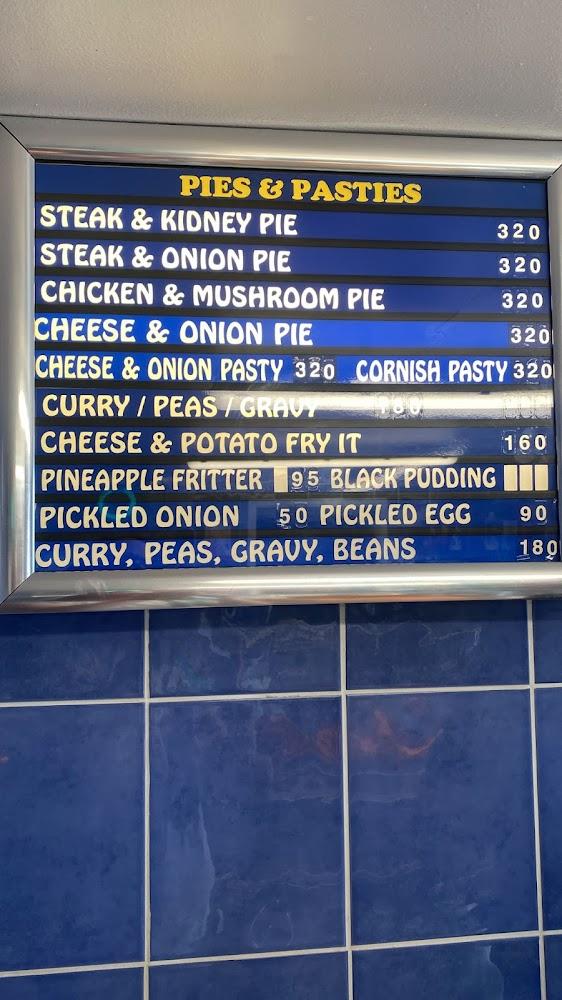 PIES & PASTIES
STEAK & KIDNEY PIE 320
STEAK & ONION PIE 320
CHICKEN & MUSHROOM PIE 320
CHEESE & ONION PIE 320
CHEESE & ONION PASTY 320 CORNISH PASTY 320
CURRY / PEAS / GRAVY
CHEESE & POTATO FRY IT 160
PINEAPPLE FRITTER 95 BLACK PUDDING
PICKLED ONION 50 PICKLED EGG 90
CURRY, PEAS, GRAVY, BEANS 180